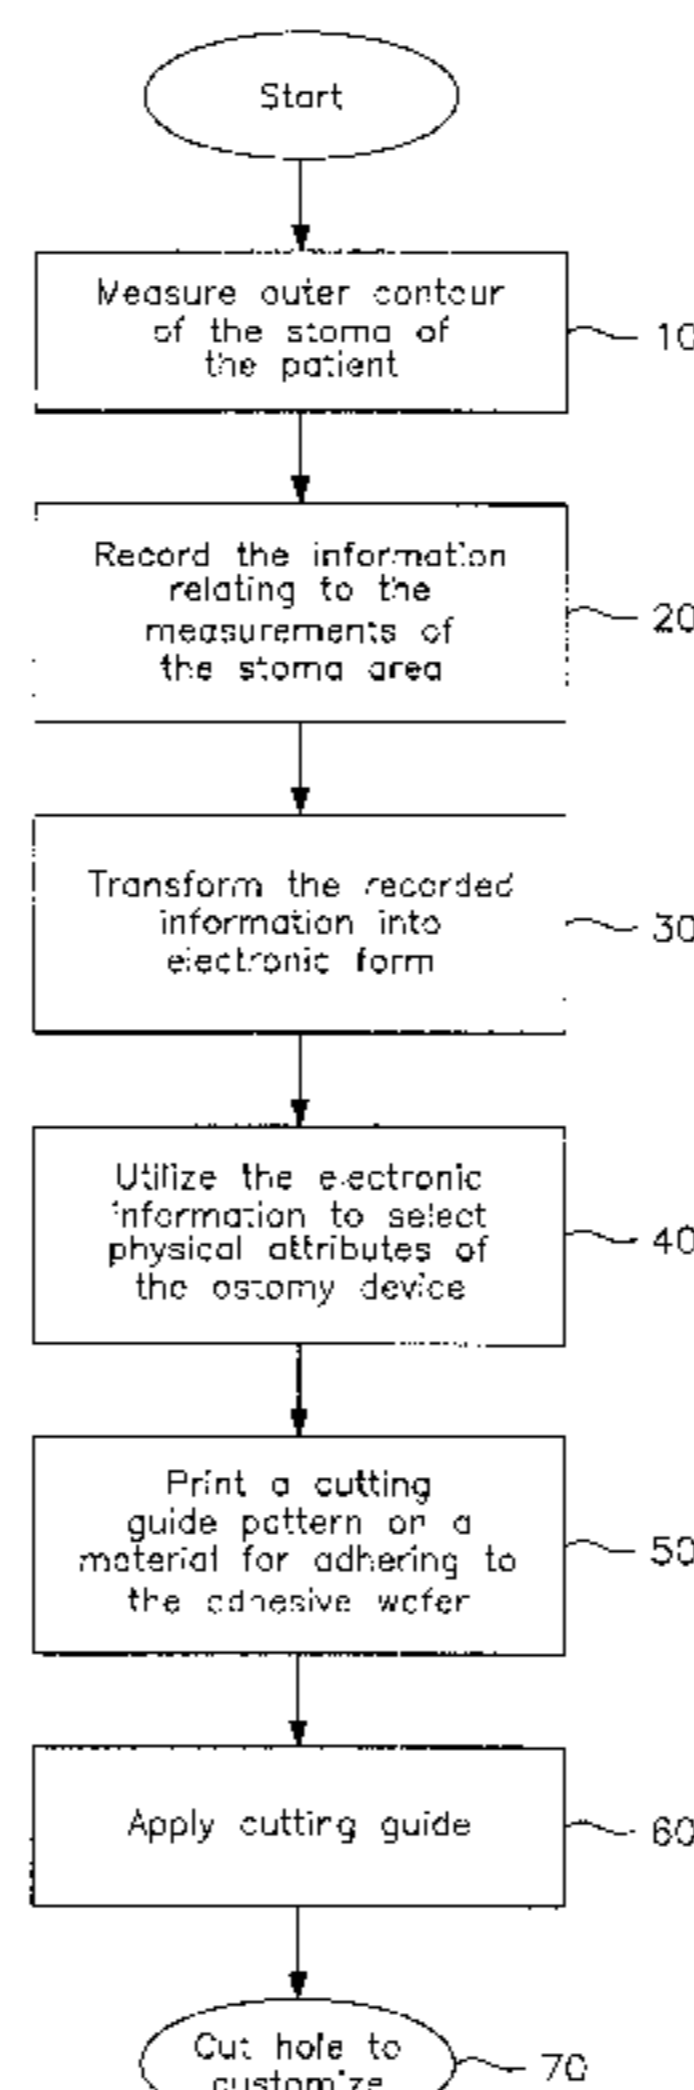 Start
Measure outer contour
of the stoma of
the patient
10
Record the information
relating to the
measurements of
the stoma area
20
Transform the recorded
information into
electronic form
30
Utilize the electronic
information to select
physical attributes of
the ostomy device
40
Print a cutting
guide pattern on a
material for adhering to
the adhesive wafer
50
Apply cutting guide
60
Cut hole to
customize
70